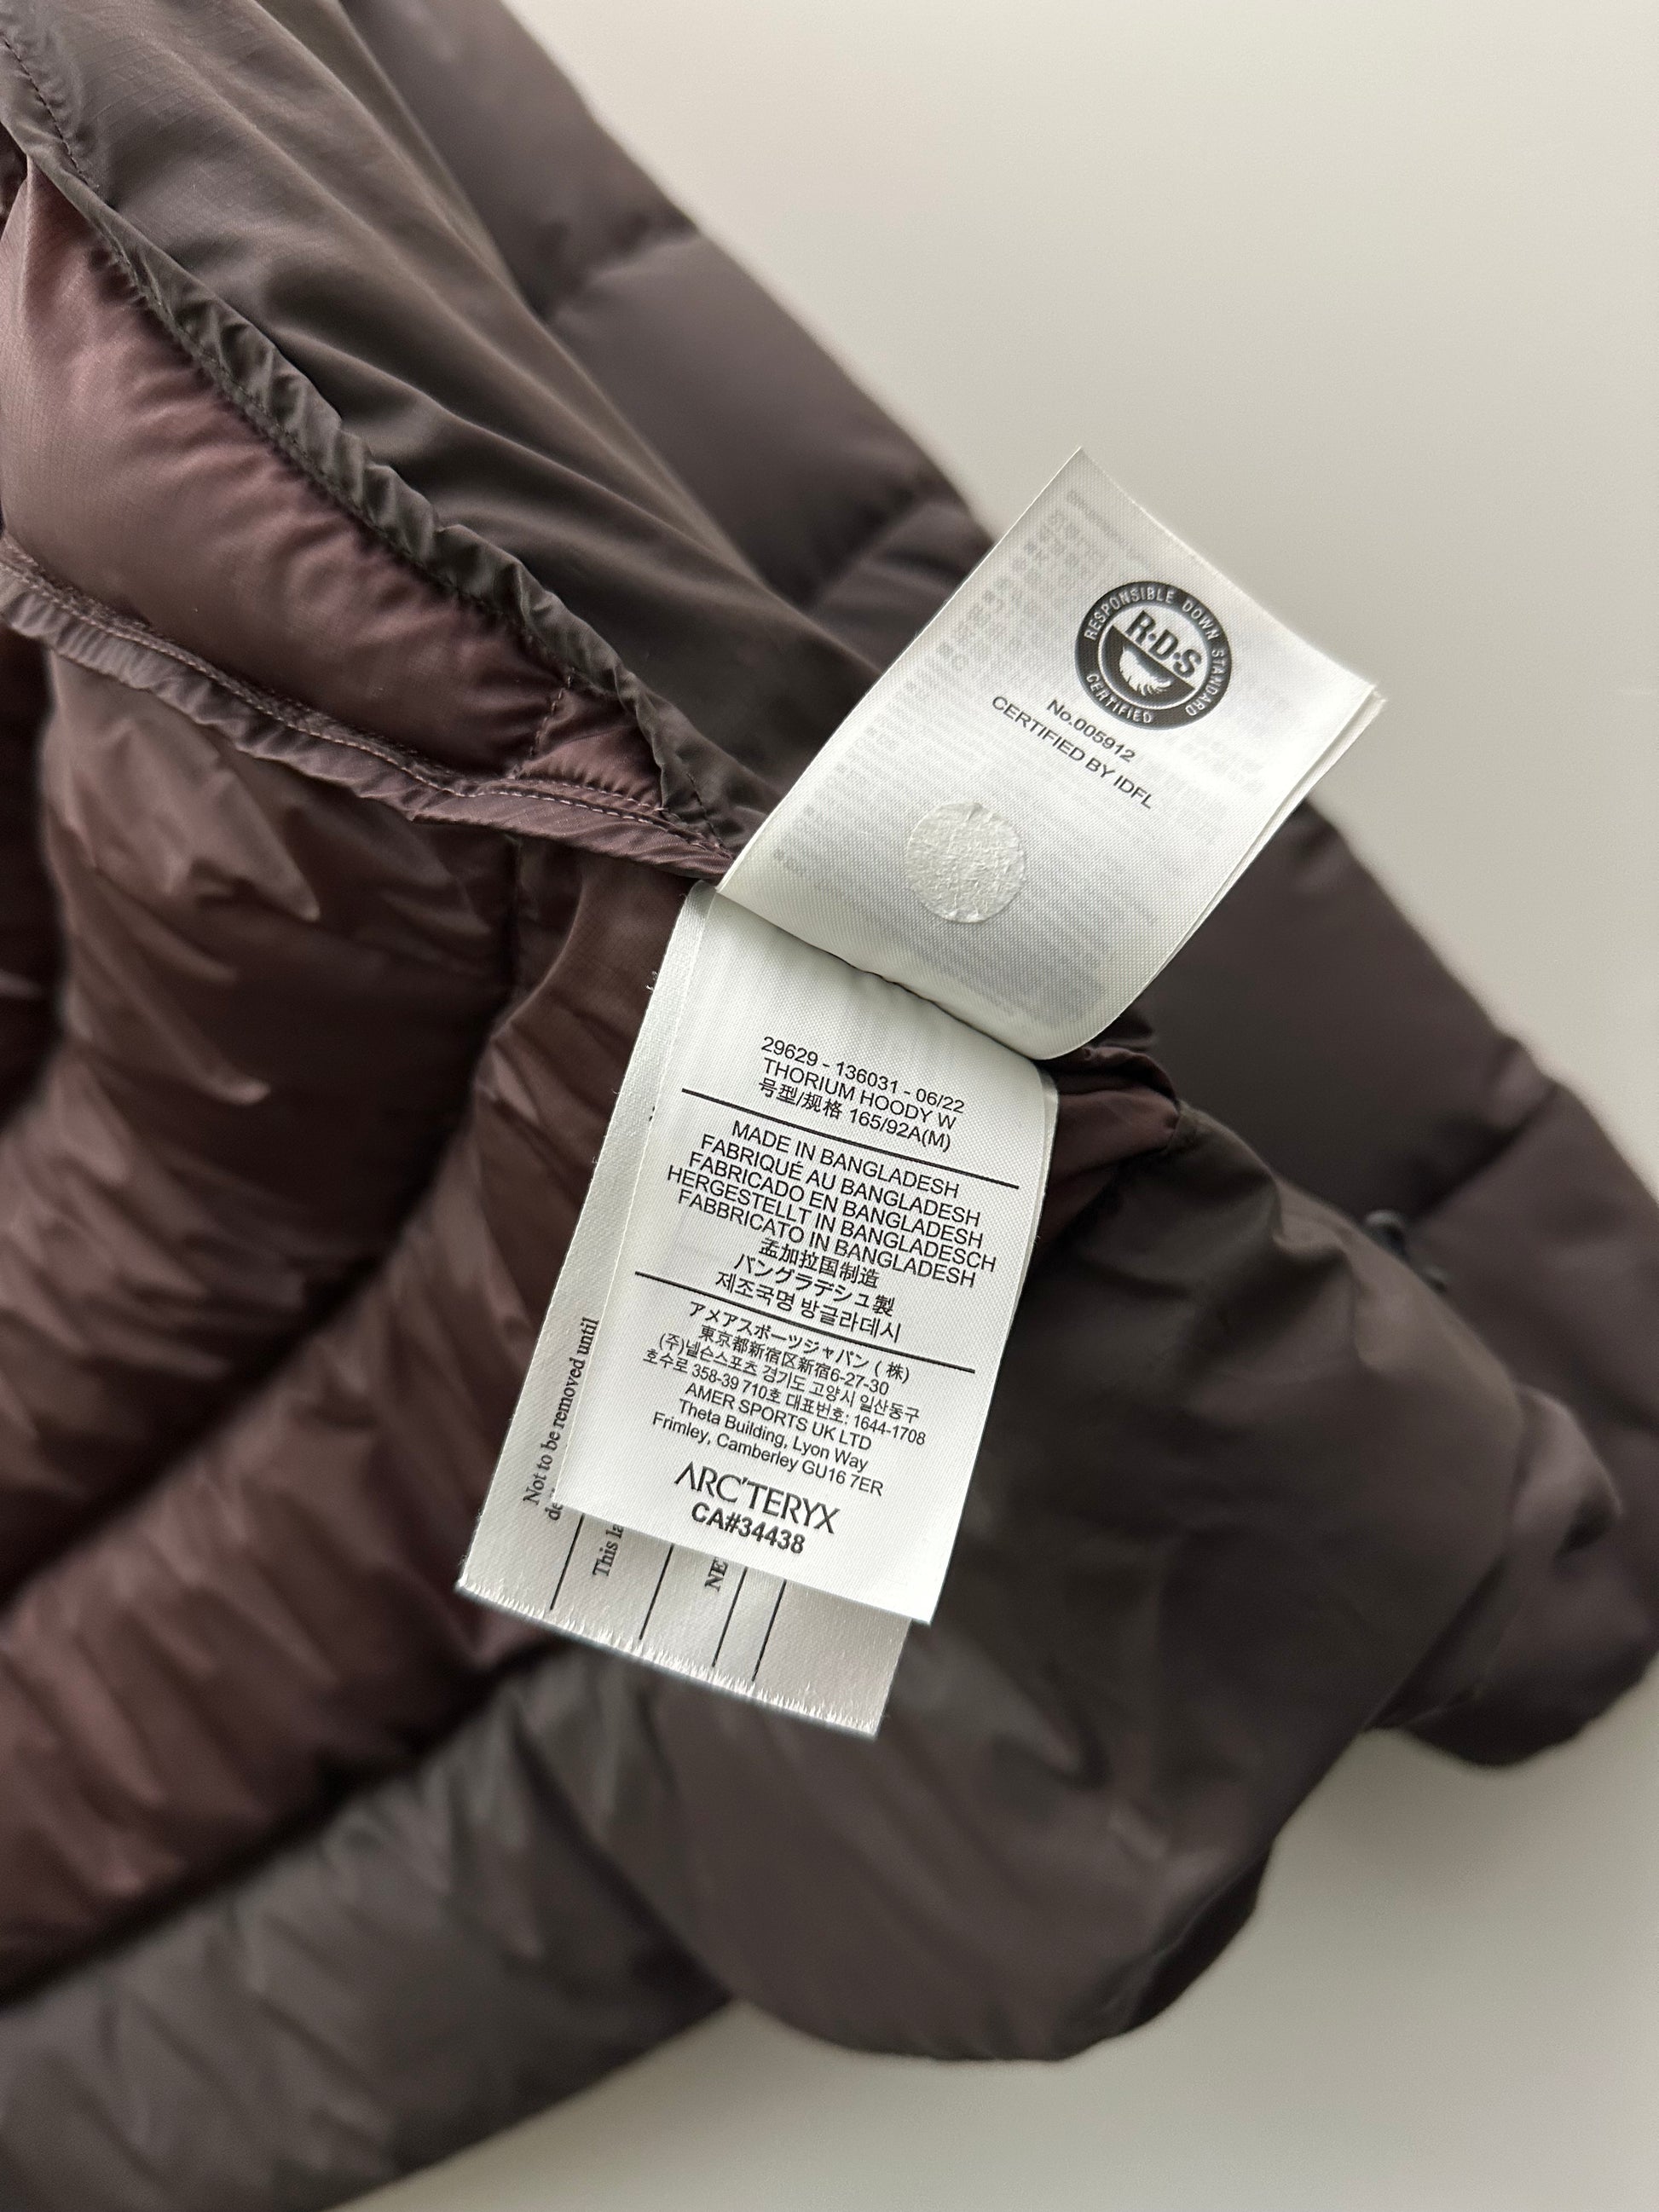 RESPONSIBLE DOWN STANDARD
R·D·S
CERTIFIED
No.005912
CERTIFIED BY IDFL
29629 - 136031 - 06/22
THORIUM HOODY W
号型/规格 165/92A(M)
MADE IN BANGLADESH
FABRIQUÉ AU BANGLADESH
FABRICADO EN BANGLADESH
HERGESTELLT IN BANGLADESCH
FABBRICATO IN BANGLADESH
孟加拉国制造
バングラデシュ製
제조국명 방글라데시
アメアスポーツジャパン (株)
東京都新宿区新宿6-27-30
(주)넬슨스포츠 경기도 고양시 일산동구
호수로 358-39 710호 대표번호: 1644-1708
AMER SPORTS UK LTD
Theta Building, Lyon Way
Frimley, Camberley GU16 7ER
ARC'TERYX
CA#34438
Not to be removed until
This